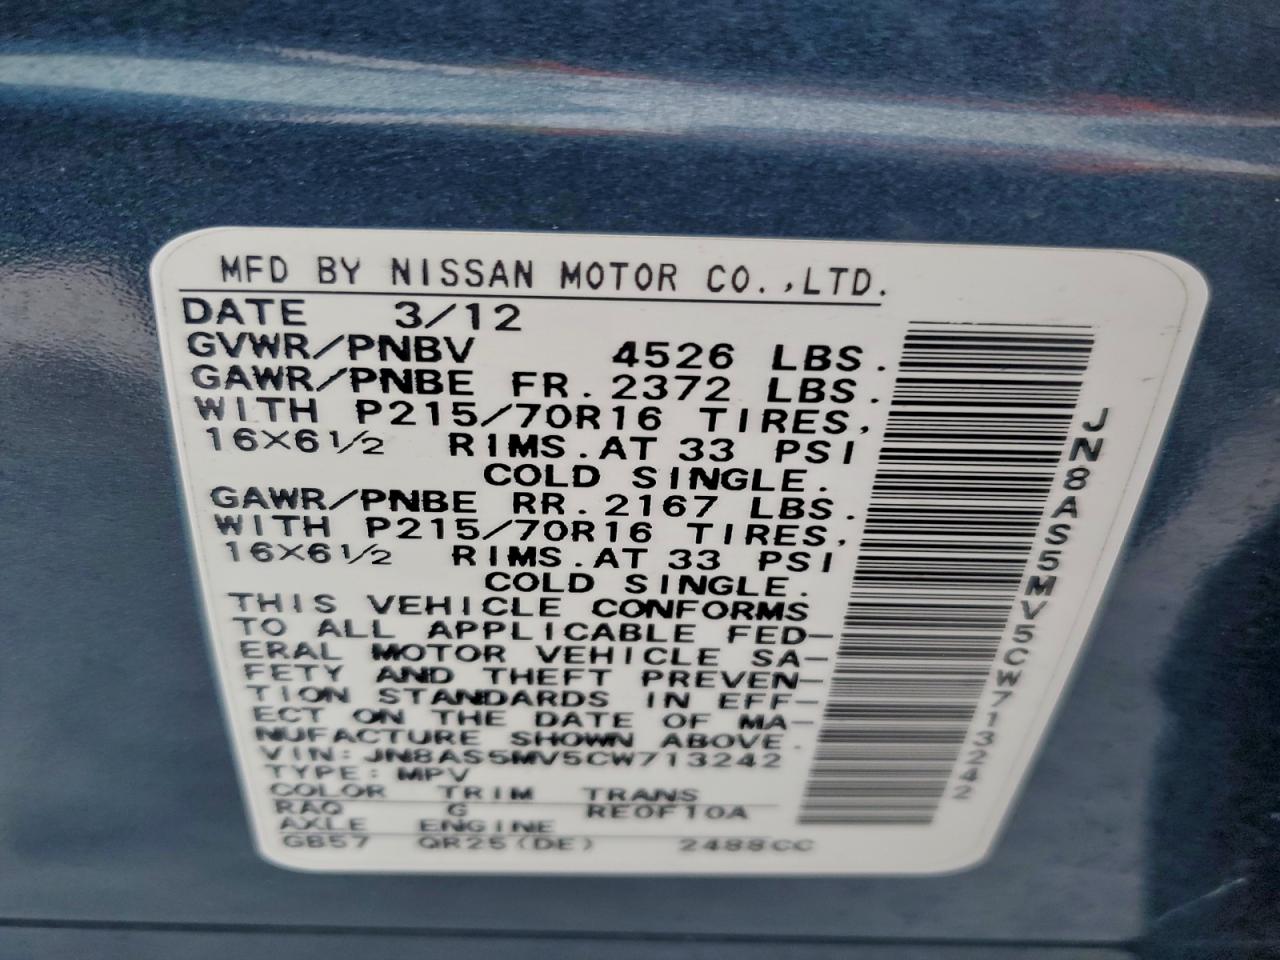 MFD BY NISSAN MOTOR CO.,LTD.
DATE 3/12
GVWR/PNBV 4526 LBS.
GAWR/PNBE FR. 2372 LBS.
WITH P215/70R16 TIRES,
16X6 1/2 RIMS. AT 33 PSI
COLD SINGLE.
GAWR/PNBE RR. 2167 LBS.
WITH P215/70R16 TIRES,
16X6 1/2 RIMS. AT 33 PSI
COLD SINGLE.
THIS VEHICLE CONFORMS
TO ALL APPLICABLE FED-
ERAL MOTOR VEHICLE SA-
FETY AND THEFT PREVEN-
TION STANDARDS IN EFF-
ECT ON THE DATE OF MA-
NUFACTURE SHOWN ABOVE.
VIN: JN8AS5MV5CW713242
TYPE: MPV
COLOR TRIM TRANS
RAQ G RE0F10A
AXLE ENGINE
GB57 QR25(DE) 2488CC
JN8AS5MV5CW713242